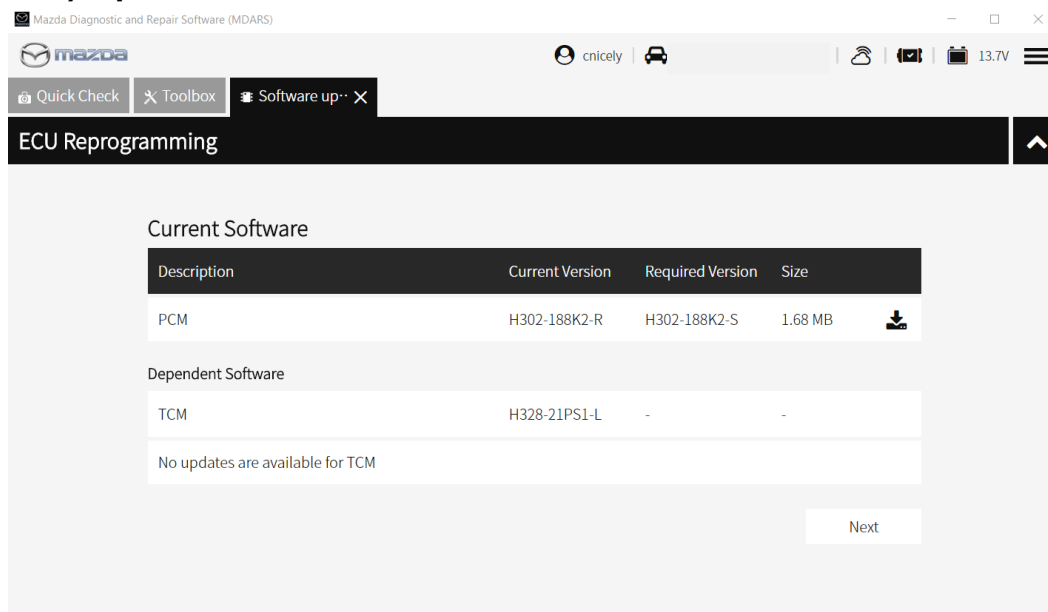 Mazda Diagnostic and Repair Software (MDARS)
mazda cnicely 13.7V
Quick Check Toolbox Software up··
ECU Reprogramming
Current Software
Description Current Version Required Version Size
PCM H302-188K2-R H302-188K2-S 1.68 MB
Dependent Software
TCM H328-21PS1-L - -
No updates are available for TCM
Next